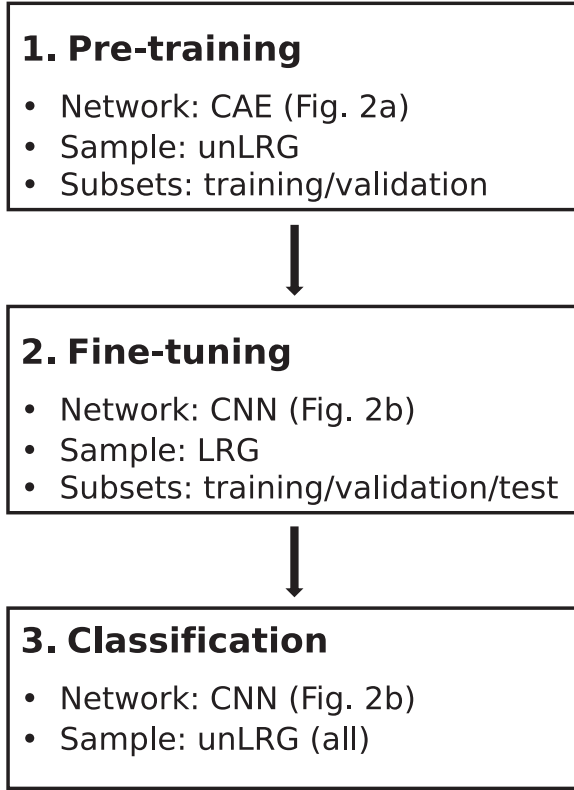 1. Pre-training
• Network: CAE (Fig. 2a)
• Sample: unLRG
• Subsets: training/validation
2. Fine-tuning
• Network: CNN (Fig. 2b)
• Sample: LRG
• Subsets: training/validation/test
3. Classification
• Network: CNN (Fig. 2b)
• Sample: unLRG (all)